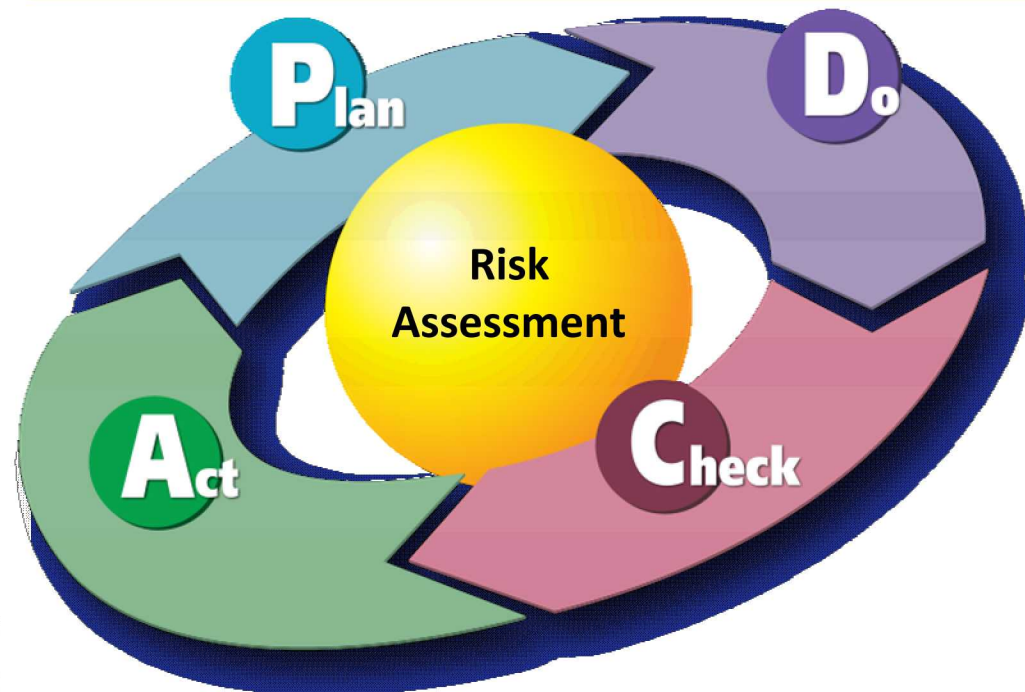 Plan
Do
Risk
Assessment
Act
Check